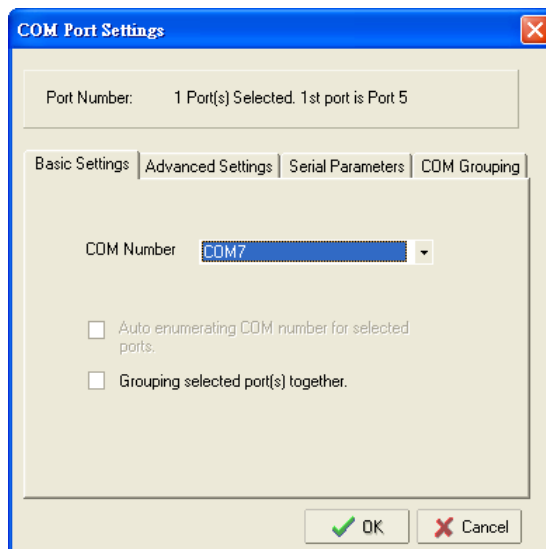 COM Port Settings
Port Number: 1 Port(s) Selected. 1st port is Port 5
Basic Settings Advanced Settings Serial Parameters COM Grouping
COM Number COM7
Auto enumerating COM number for selected
ports.
Grouping selected port(s) together.
OK Cancel